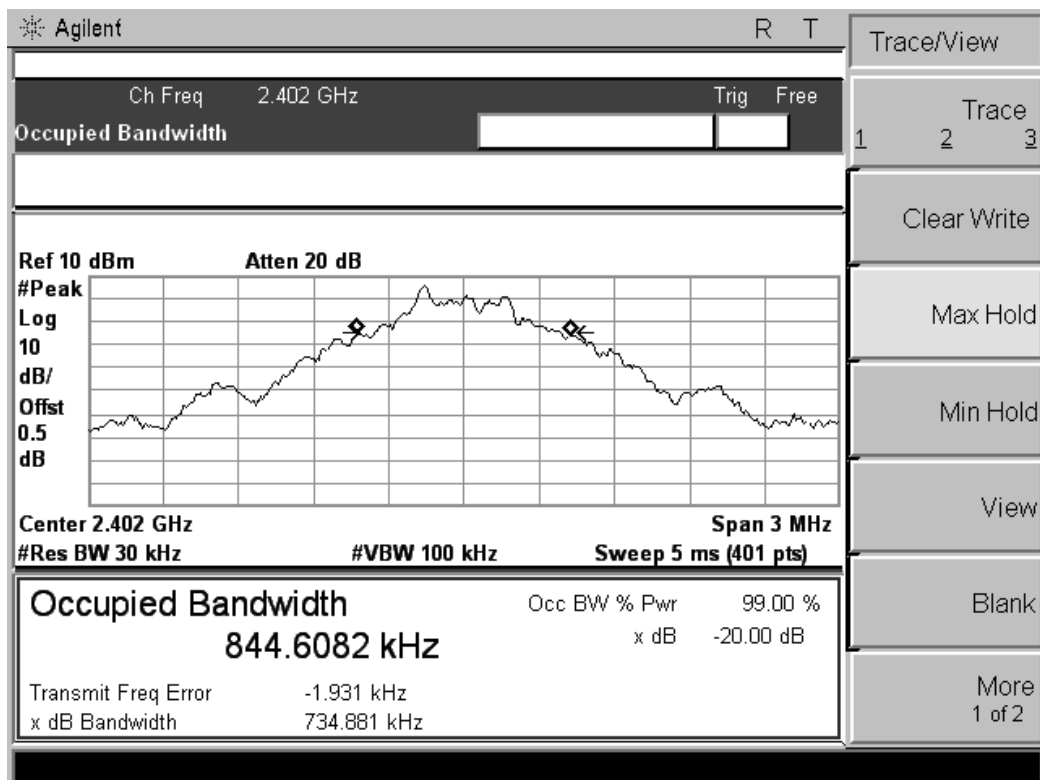 Agilent
R T
Ch Freq 2.402 GHz Trig Free
Occupied Bandwidth
Ref 10 dBm Atten 20 dB
#Peak
Log
10
dB/
Offst
0.5
dB
Center 2.402 GHz Span 3 MHz
#Res BW 30 kHz #VBW 100 kHz Sweep 5 ms (401 pts)
Occupied Bandwidth
844.6082 kHz
Occ BW % Pwr 99.00 %
x dB -20.00 dB
Transmit Freq Error -1.931 kHz
x dB Bandwidth 734.881 kHz
Trace/View
Trace
1 2 3
Clear Write
Max Hold
Min Hold
View
Blank
More
1 of 2